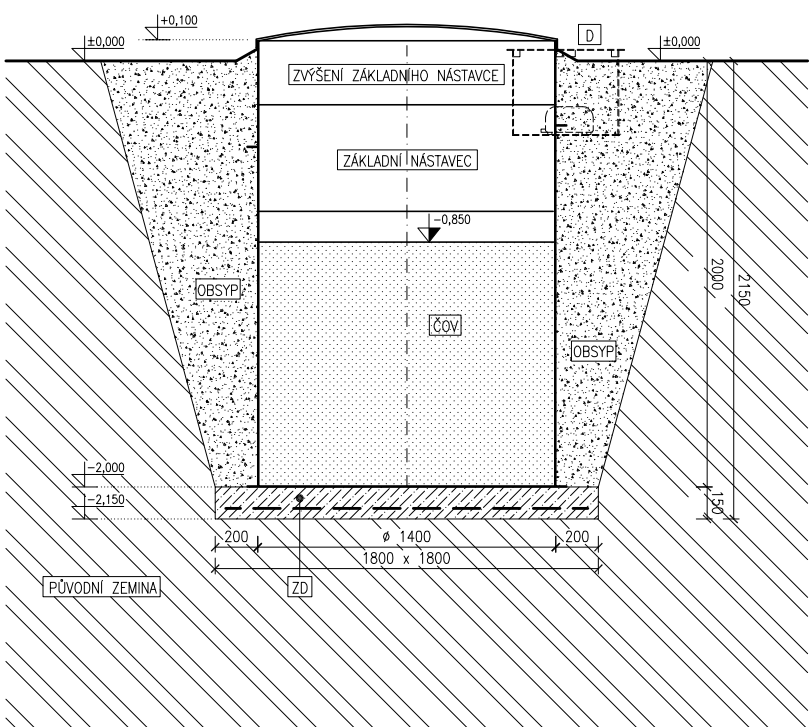 +0,100
±0,000
D
±0,000
ZVÝŠENÍ ZÁKLADNÍHO NÁSTAVCE
ZÁKLADNÍ NÁSTAVEC
-0,850
OBSYP
ČOV
OBSYP
2000
2150
-2,000
-2,150
150
200
ϕ 1400
200
1800 x 1800
PŮVODNÍ ZEMINA
ZD